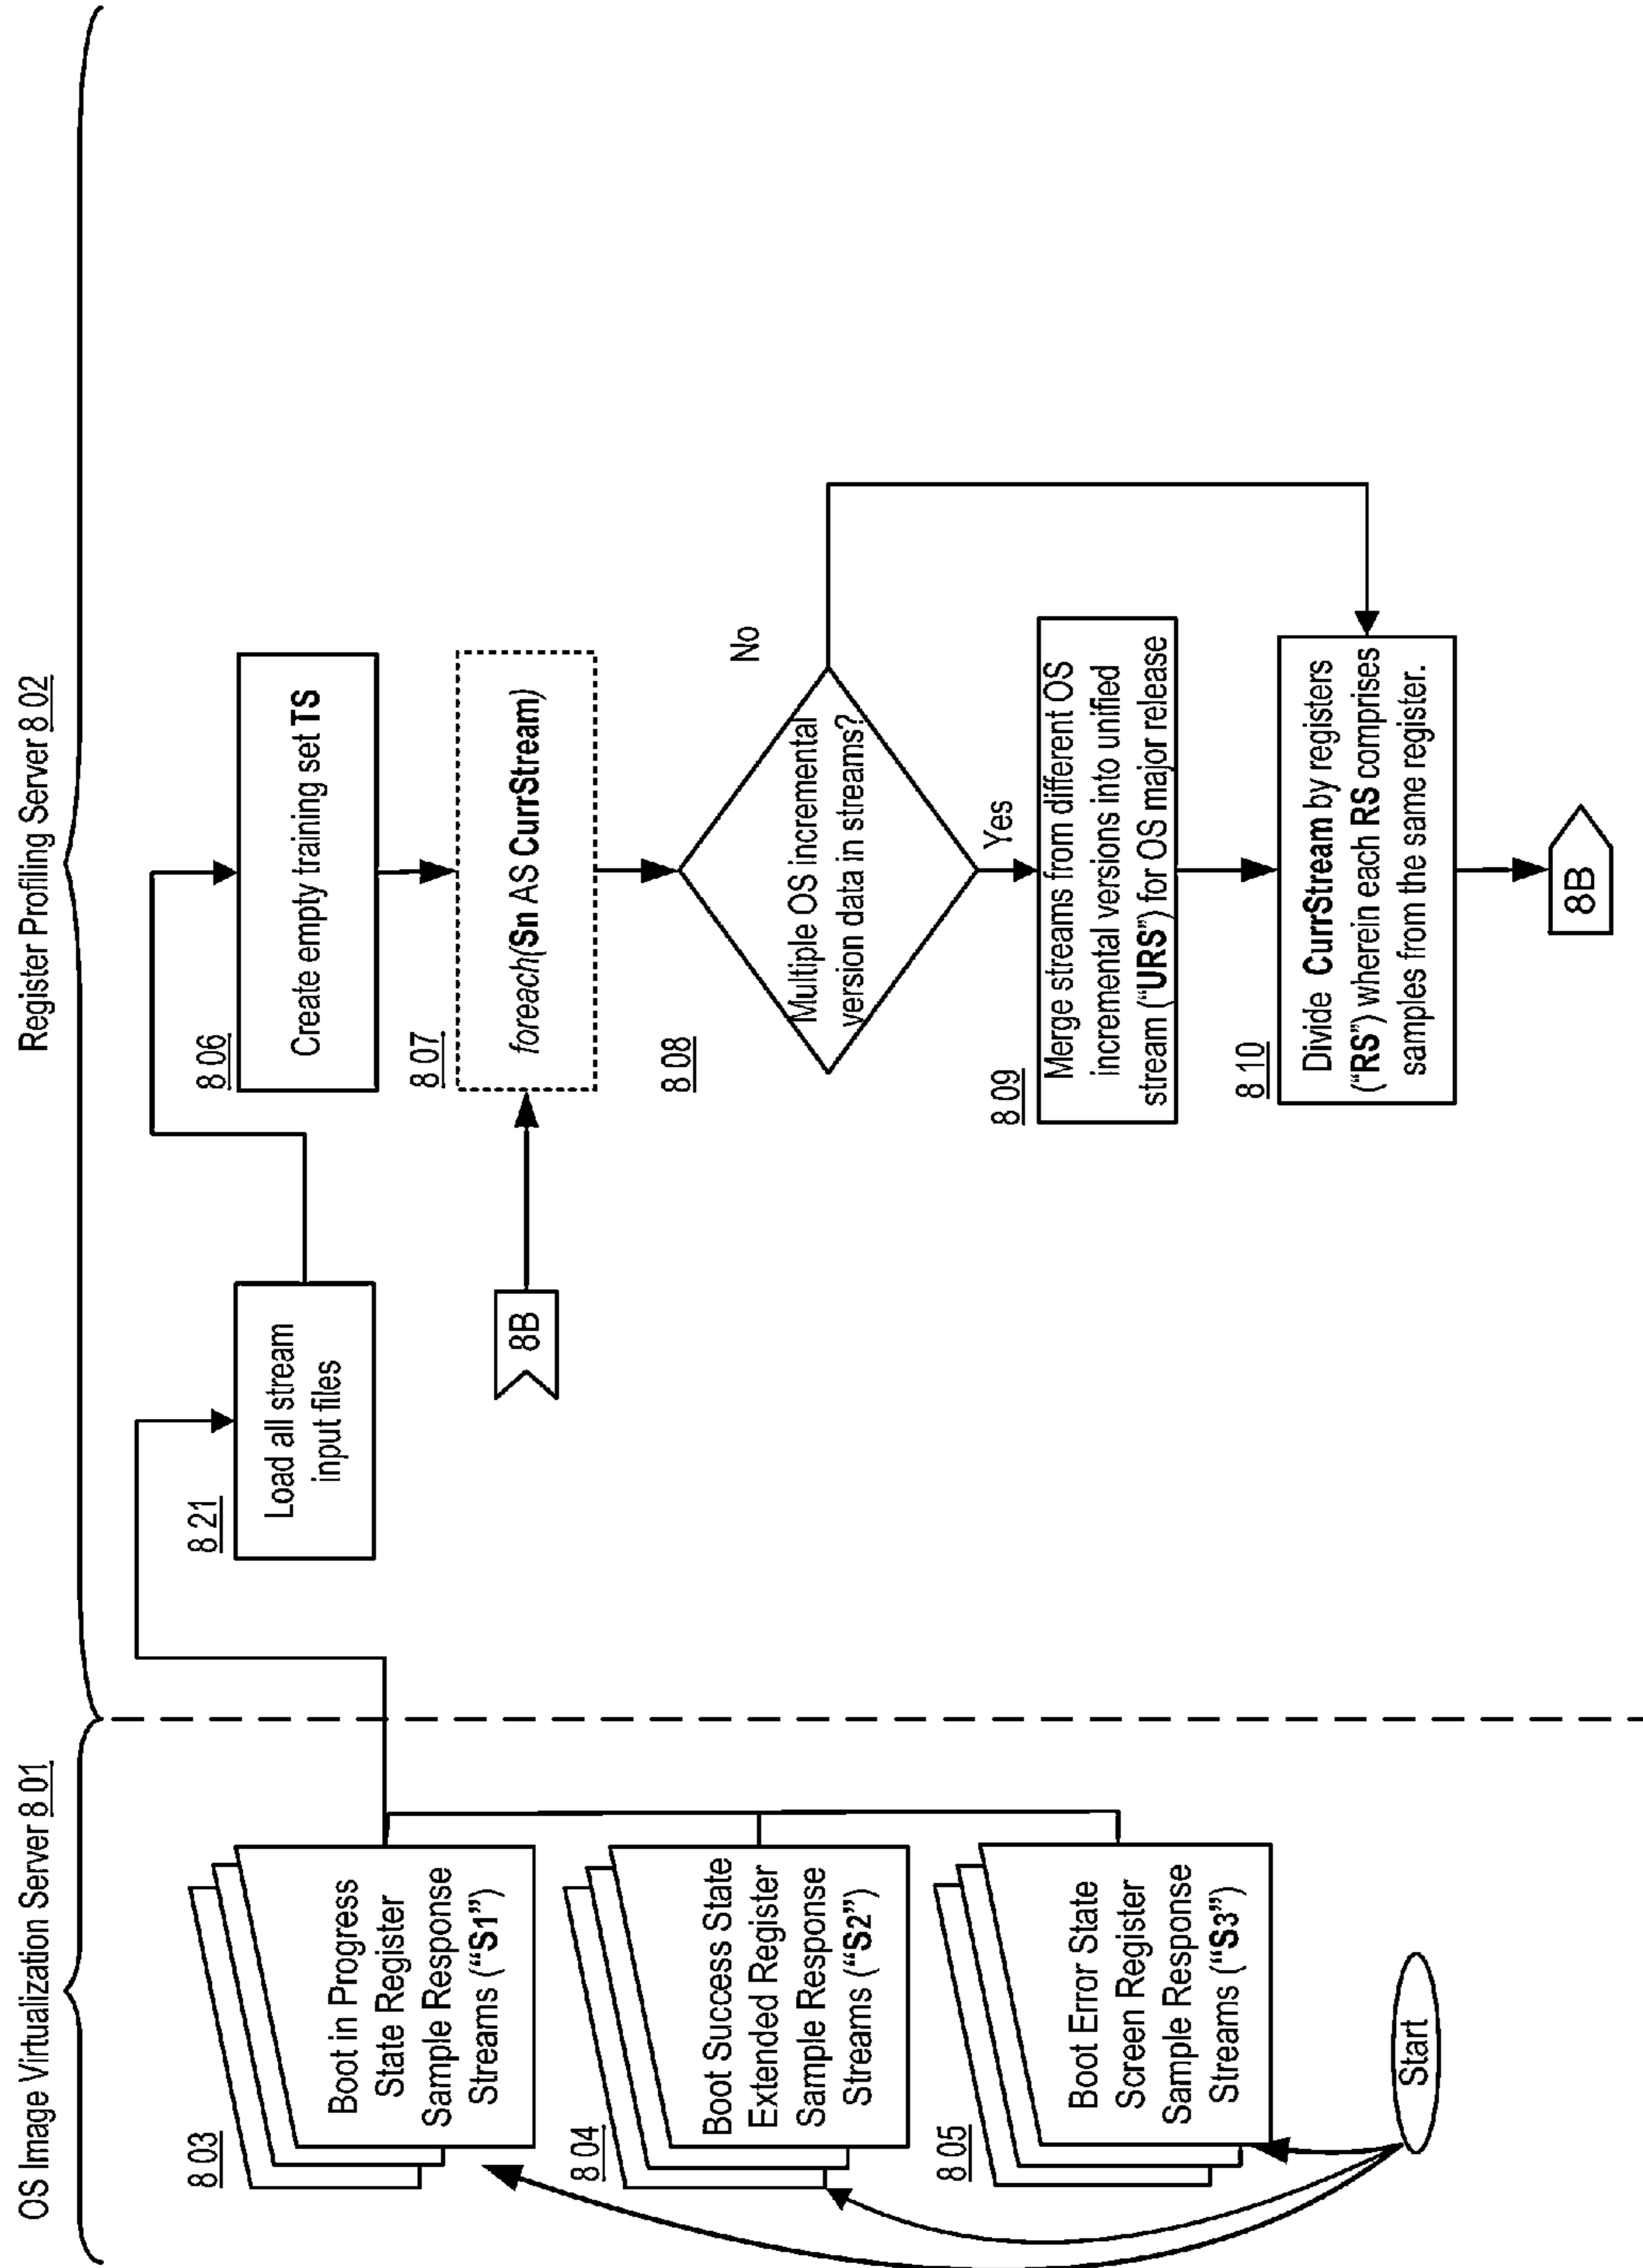 OS Image Virtualization Server 8 01
Register Profiling Server 8 02
8 03
Boot in Progress
State Register
Sample Response
Streams (“S1”)
8 04
Boot Success State
Extended Register
Sample Response
Streams (“S2”)
8 05
Boot Error State
Screen Register
Sample Response
Streams (“S3”)
Start
8 21
Load all stream
input files
8 06
Create empty training set TS
8B
8 07
foreach(Sn AS CurrStream)
8 08
Multiple OS incremental
version data in streams?
No
Yes
8 09
Merge streams from different OS
incremental versions into unified
stream (“URS”) for OS major release
8 10
Divide CurrStream by registers
(“RS”) wherein each RS comprises
samples from the same register.
8B